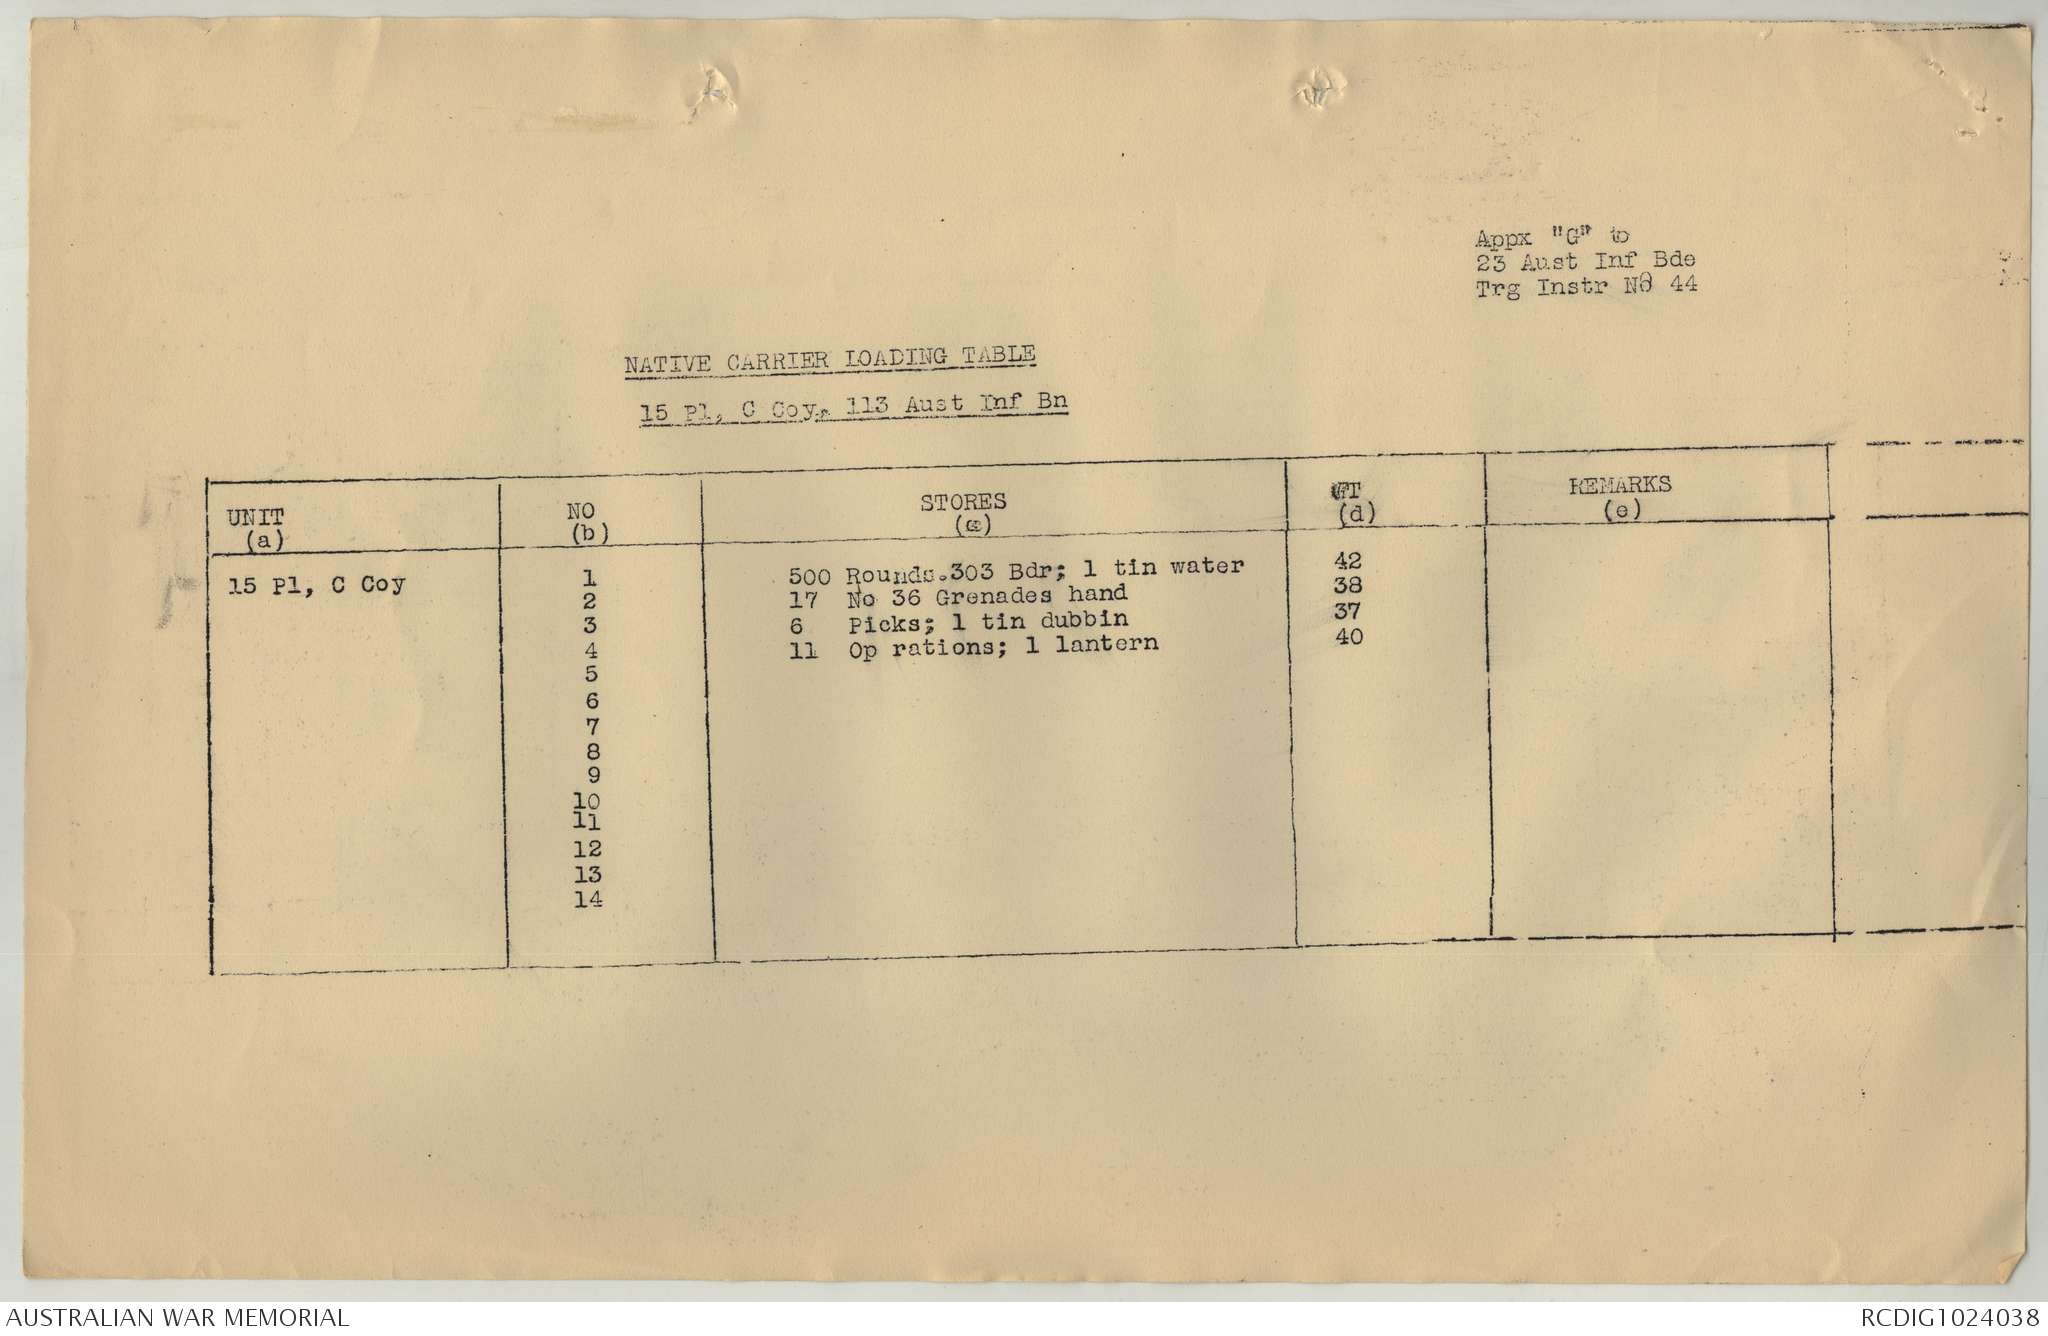 Appx "G" to
23 Aust Inf Bde
Trg Instr No 44
NATIVE CARRIER LOADING TABLE
15 Pl, C Coy, 113 Aust Inf Bn
UNIT NO STORES WT REMARKS
(a) (b) (c) (d) (e)
15 Pl, C Coy 1 500 Rounds.303 Bdr; 1 tin water 42
2 17 No 36 Grenades hand 38
3 6 Picks; 1 tin dubbin 37
4 11 Op rations; 1 lantern 40
5
6
7
8
9
10
11
12
13
14
AUSTRALIAN WAR MEMORIAL RCDIG1024038